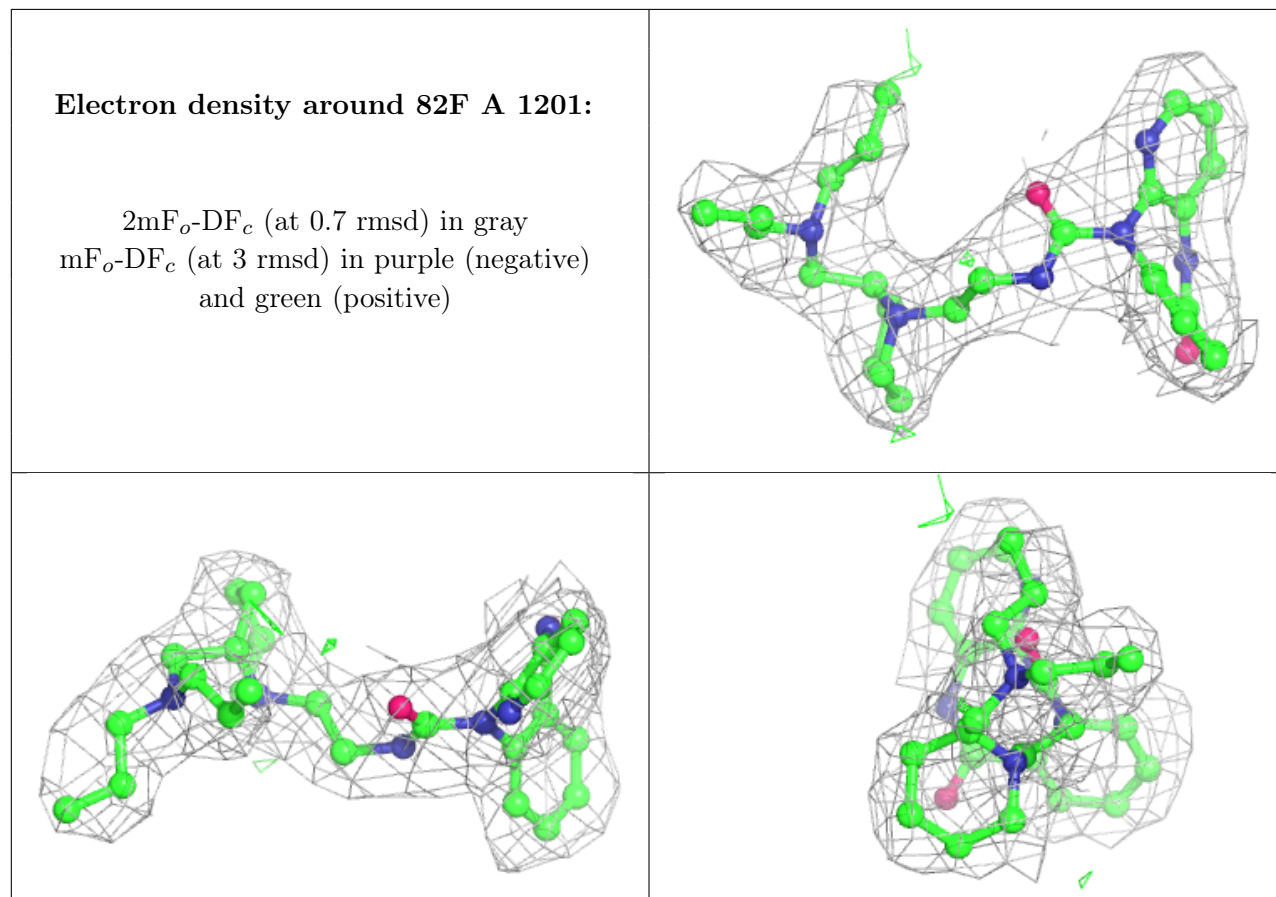 Electron density around 82F A 1201:
2mFo-DFc (at 0.7 rmsd) in gray
mFo-DFc (at 3 rmsd) in purple (negative)
and green (positive)